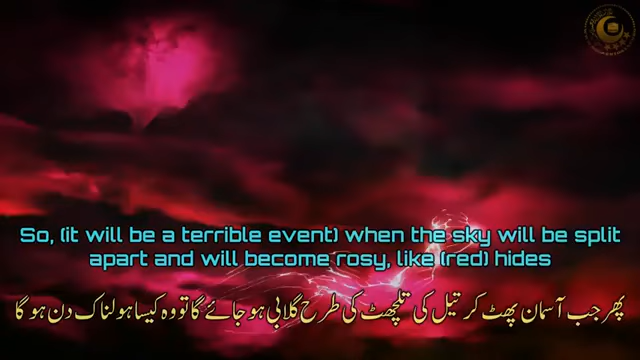 So, (it will be a terrible event) when the sky will be split
apart and will become rosy, like (red) hides
پھر جب آسمان پھٹ کر تیل کی تلچھٹ کی طرح گلابی ہو جائے گا تو وہ کیسا ہولناک دن ہو گا